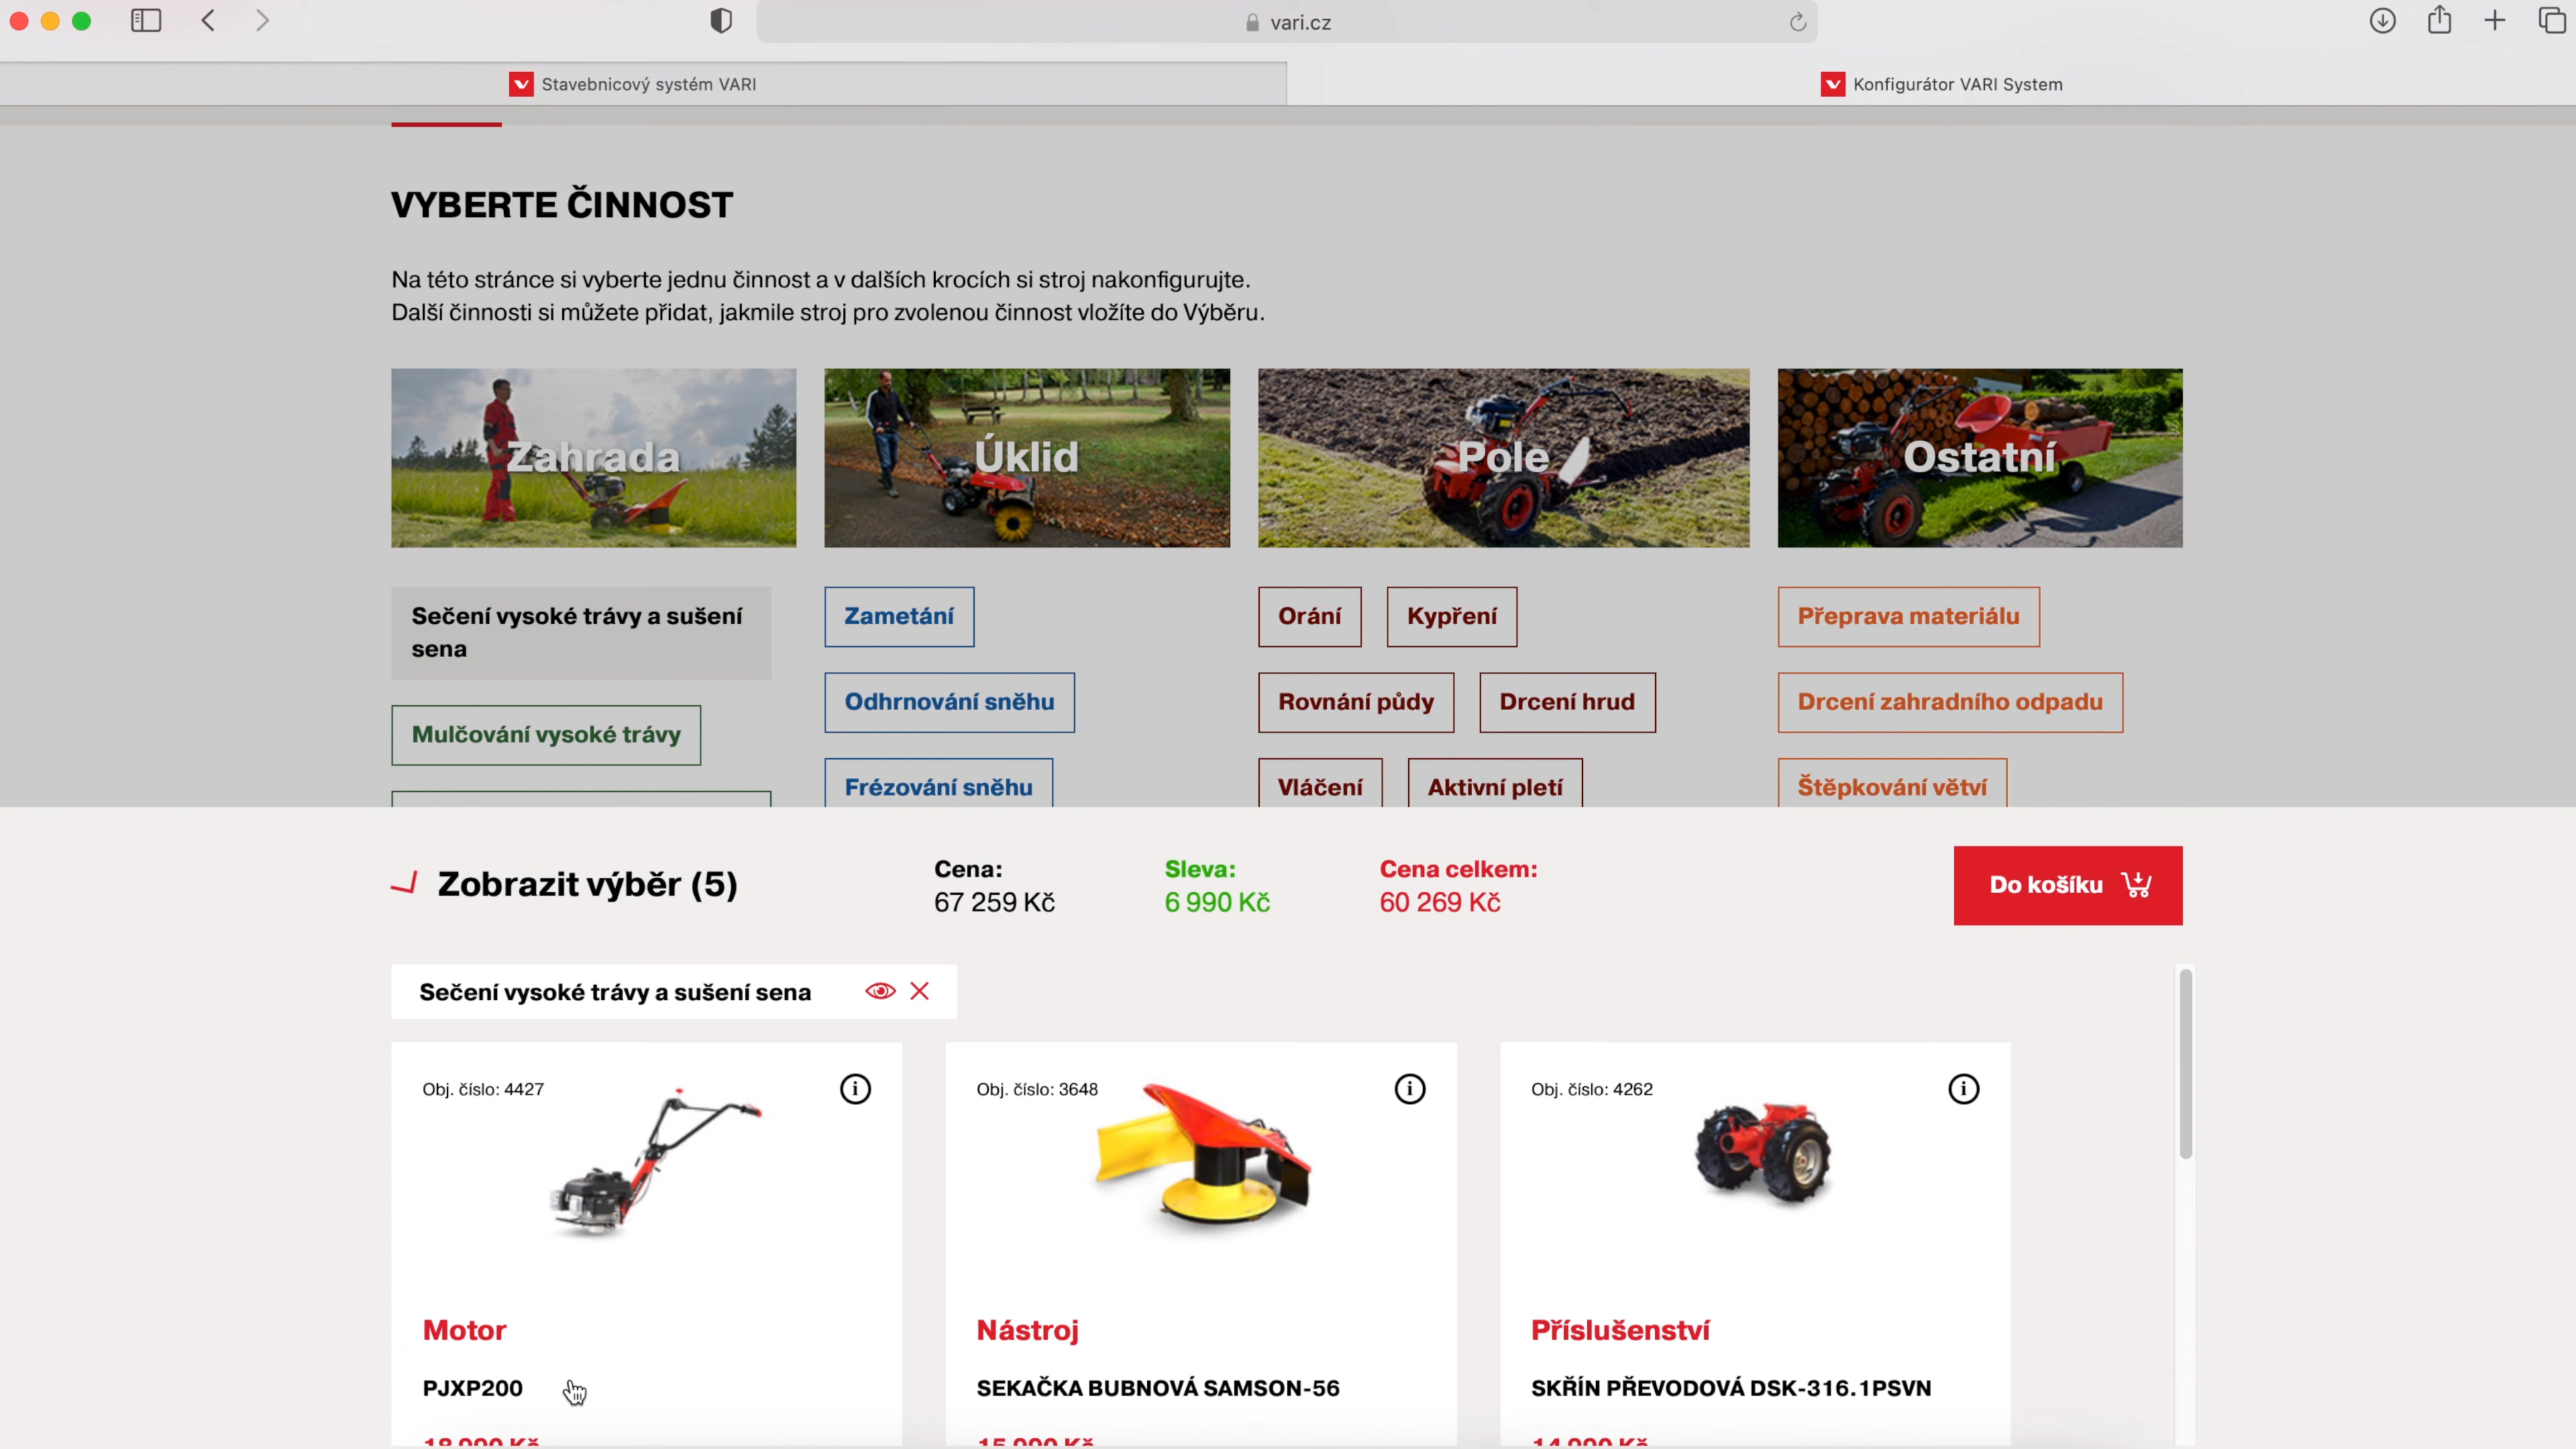 vari.cz
Stavebnicový systém VARI
Konfigurátor VARI System
VYBERTE ČINNOST
Na této stránce si vyberte jednu činnost a v dalších krocích si stroj nakonfigurujte.
Další činnosti si můžete přidat, jakmile stroj pro zvolenou činnost vložíte do Výběru.
Zahrada
Úklid
Pole
Ostatní
Sečení vysoké trávy a sušení
sena
Mulčování vysoké trávy
Zametání
Odhrnování sněhu
Frézování sněhu
Orání
Kypření
Rovnání půdy
Drcení hrud
Vláčení
Aktivní pletí
Přeprava materiálu
Drcení zahradního odpadu
Štěpkování větví
Zobrazit výběr (5)
Cena:
67 259 Kč
Sleva:
6 990 Kč
Cena celkem:
60 269 Kč
Do košíku
Sečení vysoké trávy a sušení sena
Obj. číslo: 4427
Motor
PJXP200
Obj. číslo: 3648
Nástroj
SEKAČKA BUBNOVÁ SAMSON-56
Obj. číslo: 4262
Příslušenství
SKŘÍN PŘEVODOVÁ DSK-316.1PSVN